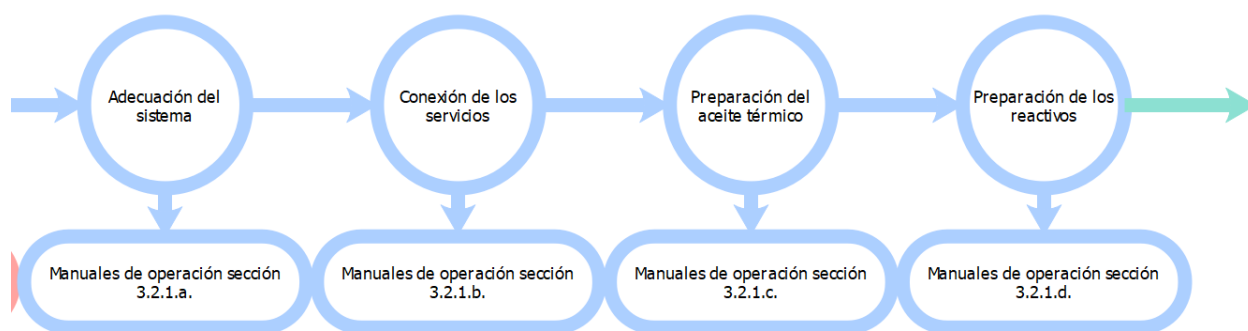 Adecuación del
sistema
Conexión de los
servicios
Preparación del
aceite térmico
Preparación de los
reactivos
Manuales de operación sección
3.2.1.a.
Manuales de operación sección
3.2.1.b.
Manuales de operación sección
3.2.1.c.
Manuales de operación sección
3.2.1.d.